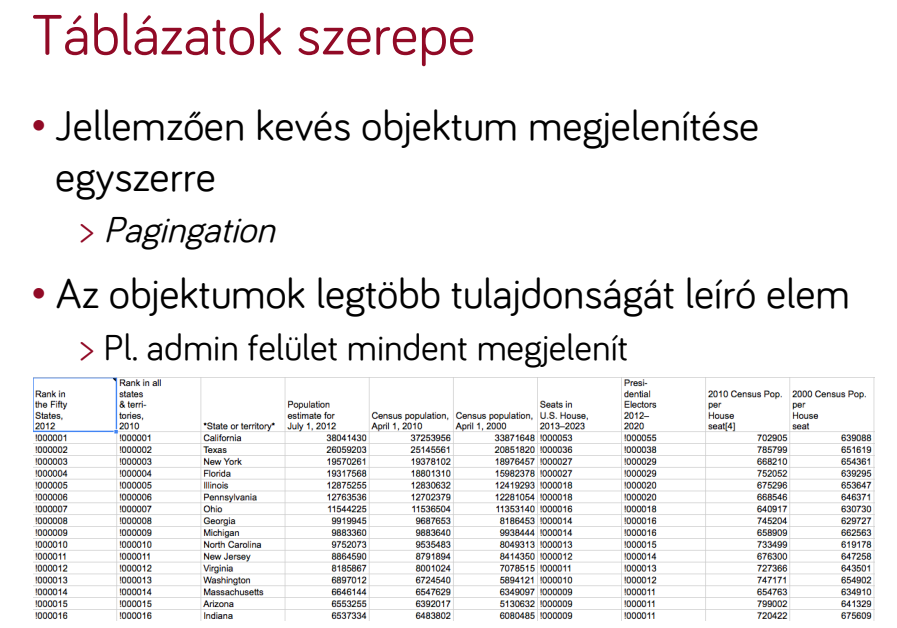 Táblázatok szerepe
• Jellemzően kevés objektum megjelenítése
egyszerre
> Pagingation
• Az objektumok legtöbb tulajdonságát leíró elem
> Pl. admin felület mindent megjelenít
Rank in the Fifty States, 2012 Rank in all states & terri- tories, 2010 *State or territory* Population estimate for July 1, 2012 Census population, April 1, 2010 Census population, April 1, 2000 Seats in U.S. House, 2013–2023 Presi- dential Electors 2012– 2020 2010 Census Pop. per House seat[4] 2000 Census Pop. per House seat
!000001 !000001 California 38041430 37253956 33871648 !000053 !000055 702905 639088
!000002 !000002 Texas 26059203 25145561 20851820 !000036 !000038 785799 651619
!000003 !000003 New York 19570261 19378102 18976457 !000027 !000029 668210 654361
!000004 !000004 Florida 19317568 18801310 15982378 !000027 !000029 752052 639295
!000005 !000005 Illinois 12875255 12830632 12419293 !000018 !000020 675296 653647
!000006 !000006 Pennsylvania 12763536 12702379 12281054 !000018 !000020 668546 646371
!000007 !000007 Ohio 11544225 11536504 11353140 !000016 !000018 640917 630730
!000008 !000008 Georgia 9919945 9687653 8186453 !000014 !000016 745204 629727
!000009 !000009 Michigan 9883360 9883640 9938444 !000014 !000016 658909 662563
!000010 !000010 North Carolina 9752073 9535483 8049313 !000013 !000015 733499 619178
!000011 !000011 New Jersey 8864590 8791894 8414350 !000012 !000014 676300 647258
!000012 !000012 Virginia 8185867 8001024 7078515 !000011 !000013 727366 643501
!000013 !000013 Washington 6897012 6724540 5894121 !000010 !000012 747171 654902
!000014 !000014 Massachusetts 6646144 6547629 6349097 !000009 !000011 654763 634910
!000015 !000015 Arizona 6553255 6392017 5130632 !000009 !000011 799002 641329
!000016 !000016 Indiana 6537334 6483802 6080485 !000009 !000011 720422 675609